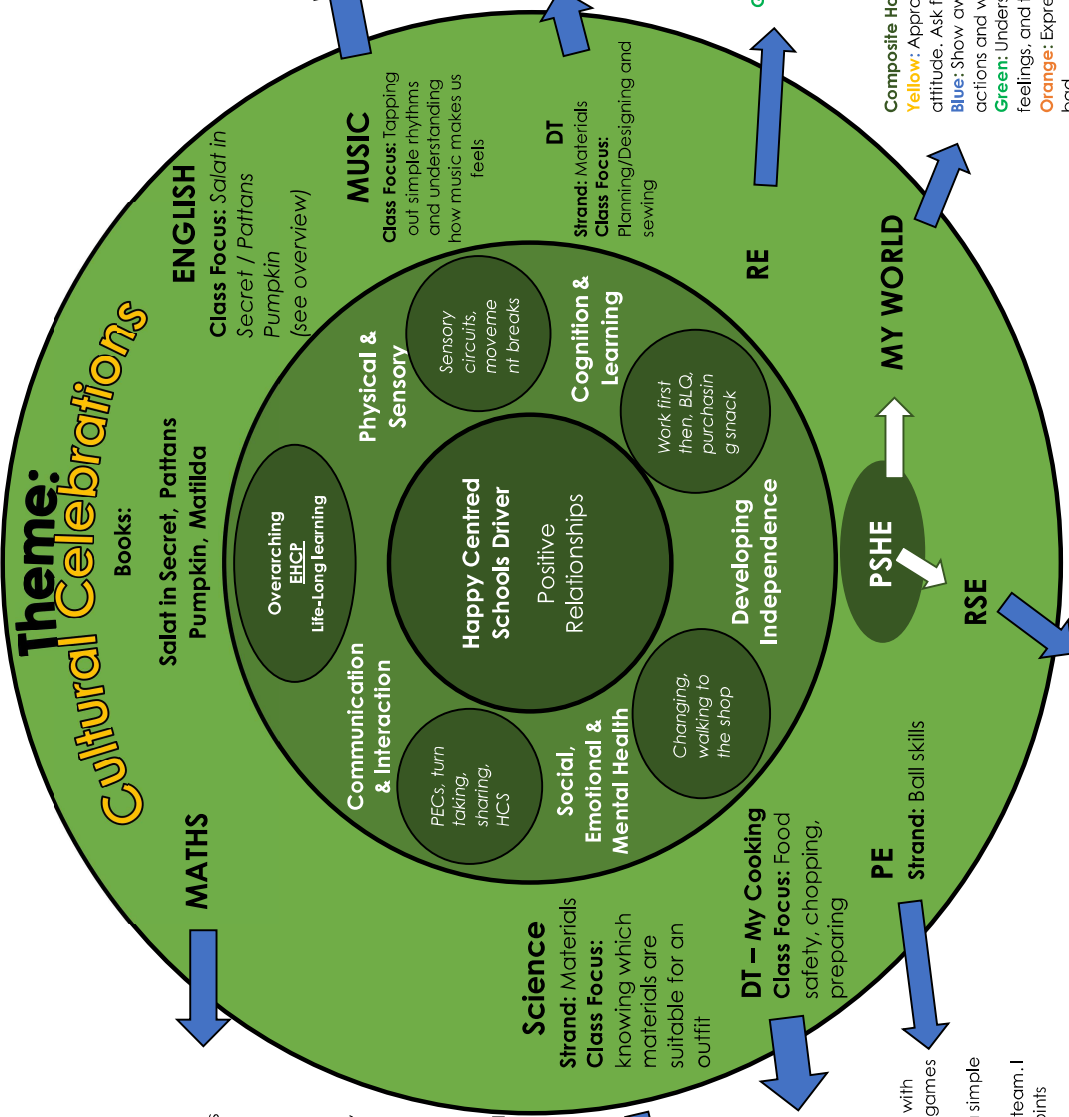 Theme:
Cultural Celebrations
Books:
Salat in Secret, Pattans
Pumpkin, Matilda
MATHS
ENGLISH
Class Focus: Salat in
Secret / Pattans
Pumpkin
(see overview)
MUSIC
Class Focus: Tapping
out simple rhythms
and understanding
how music makes us
feels
DT
Strand: Materials
Class Focus:
Planning/Designing and
sewing
RE
MY WORLD
PSHE
RSE
PE
Strand: Ball skills
DT – My Cooking
Class Focus: Food
safety, chopping,
preparing
Science
Strand: Materials
Class Focus:
knowing which
materials are
suitable for an
outfit
Overarching
EHCP
Life-Long learning
Communication
& Interaction
PECs, turn
taking,
sharing,
HCS
Physical &
Sensory
Sensory
circuits,
moveme
nt breaks
Cognition &
Learning
Work first
then, BLQ,
purchasin
g snack
Developing
Independence
Changing,
walking to
the shop
Social,
Emotional &
Mental Health
Happy Centred
Schools Driver
Positive
Relationships
Composite
Yellow:
attitude. Ask
Blue: Show
actions and
Green:
feelings, and
Orange:
with
games
simple
team. I